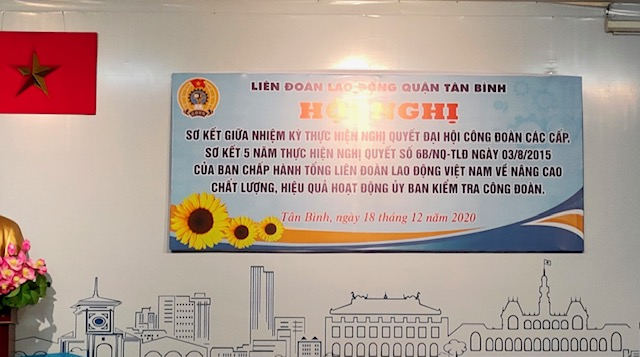 LIÊN ĐOÀN LAO ĐỘNG QUẬN TÂN BÌNH
HỘI NGHỊ
SƠ KẾT GIỮA NHIỆM KỲ THỰC HIỆN NGHỊ QUYẾT ĐẠI HỘI CÔNG ĐOÀN CÁC CẤP.
SƠ KẾT 5 NĂM THỰC HIỆN NGHỊ QUYẾT SỐ 6B/NQ-TLĐ NGÀY 03/8/2015
CỦA BAN CHẤP HÀNH TỔNG LIÊN ĐOÀN LAO ĐỘNG VIỆT NAM VỀ NÂNG CAO
CHẤT LƯỢNG, HIỆU QUẢ HOẠT ĐỘNG ỦY BAN KIỂM TRA CÔNG ĐOÀN.
Tân Bình, ngày 18 tháng 12 năm 2020